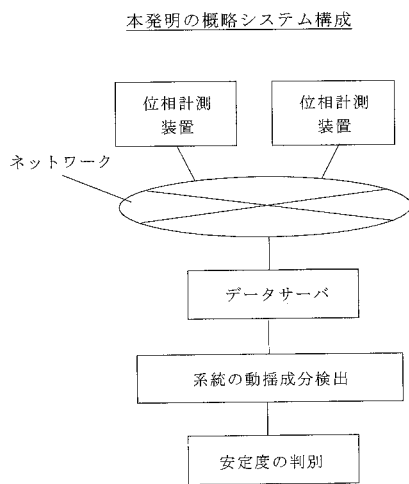 本発明の概略システム構成
位相計測
装置
位相計測
装置
ネットワーク
データサーバ
系統の動揺成分検出
安定度の判別